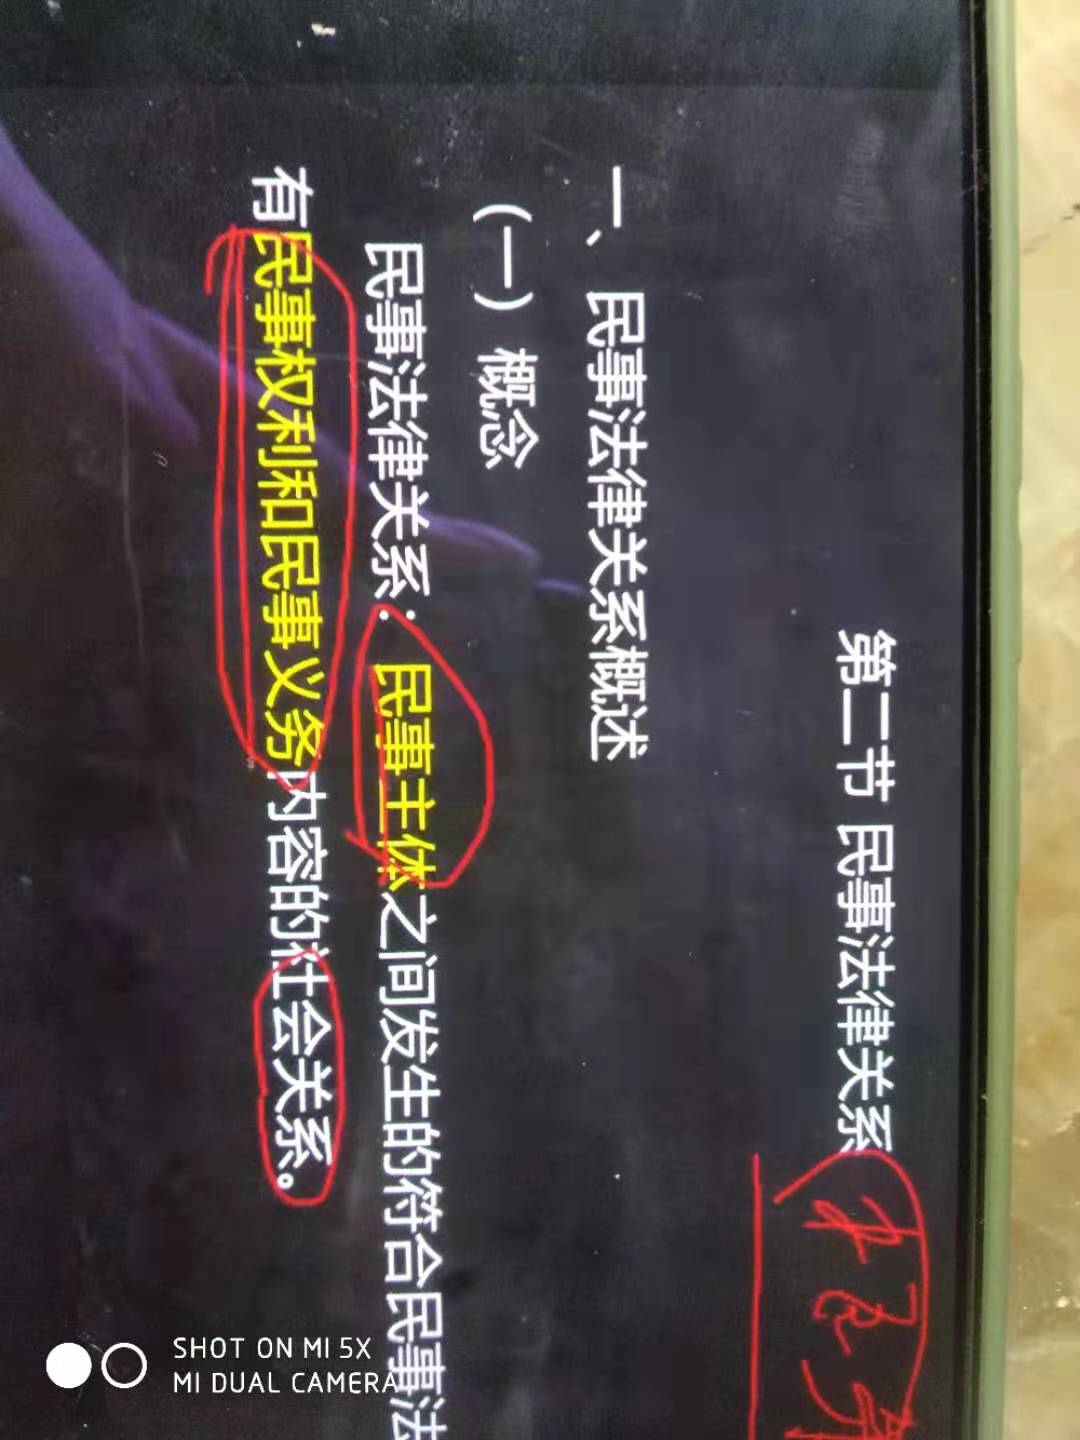 第二节 民事法律关系
一、民事法律关系概述
（一）概念
民事法律关系：民事主体之间发生的符合民事法
有民事权利和民事义务内容的社会关系。
SHOT ON MI 5X
MI DUAL CAMERA